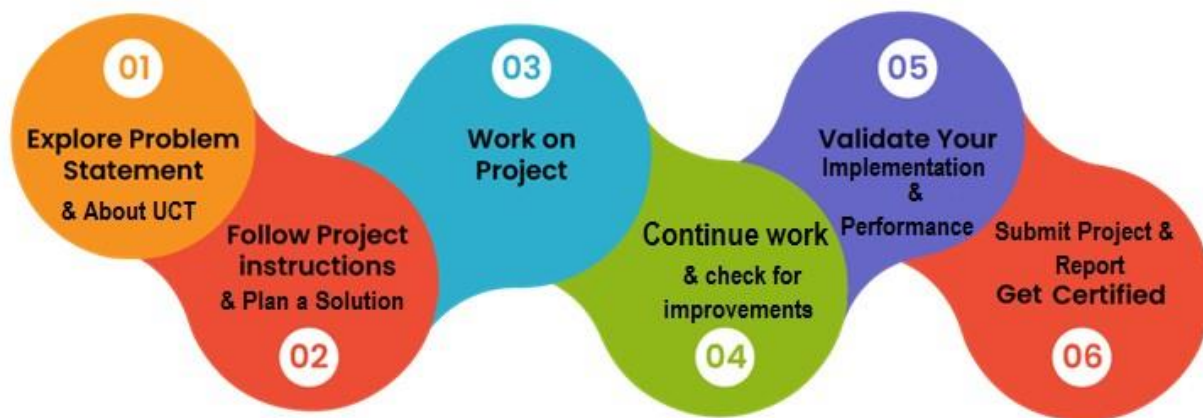 01
Explore Problem
Statement
& About UCT
Follow Project
instructions
& Plan a Solution
02
03
Work on
Project
Continue work
& check for
improvements
04
05
Validate Your
Implementation
&
Performance
Submit Project &
Report
Get Certified
06